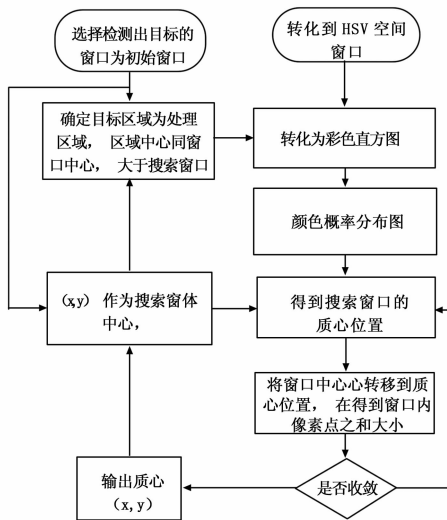 选择检测出目标的
窗口为初始窗口
转化到 HSV 空间
窗口
确定目标区域为处理
区域， 区域中心同窗
口中心， 大于搜索窗口
转化为彩色直方图
颜色概率分布图
(x,y) 作为搜索窗体
中心，
得到搜索窗口的
质心位置
将窗口中心心转移到质
心位置， 在得到窗口内
像素点之和大小
输出质心
(x,y)
是否收敛